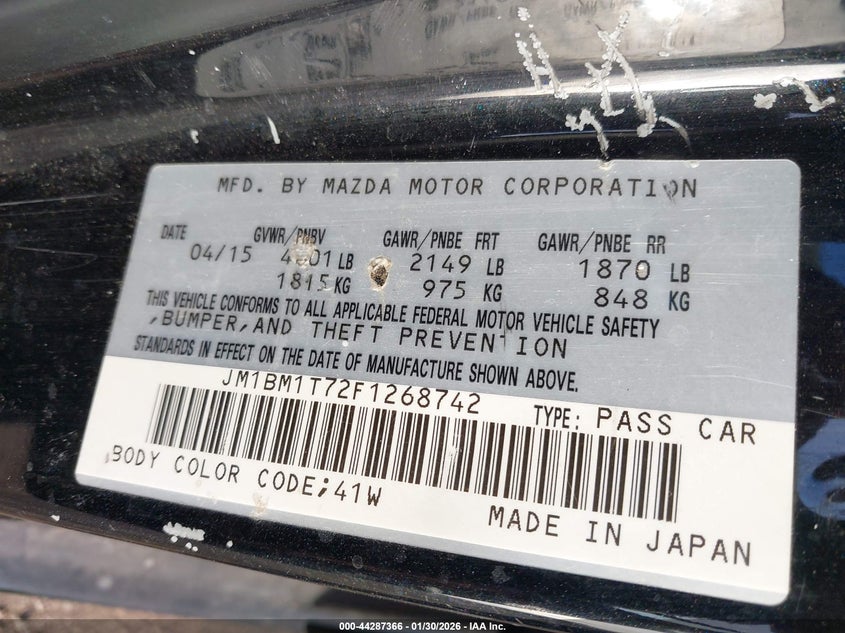 MFD. BY MAZDA MOTOR CORPORATION
DATE GVWR/PNBV GAWR/PNBE FRT GAWR/PNBE RR
04/15 LB 2149 LB 1870 LB
1815 KG 975 KG 848 KG
THIS VEHICLE CONFORMS TO ALL APPLICABLE FEDERAL MOTOR VEHICLE SAFETY
,BUMPER,AND THEFT PREVENTION
STANDARDS IN EFFECT ON THE DATE OF MANUFACTURE SHOWN ABOVE.
JM1BM1T72F1268742 TYPE: PASS CAR
BODY COLOR CODE;41W
MADE IN JAPAN
000-44287366 - 01/30/2026 - IAA Inc.